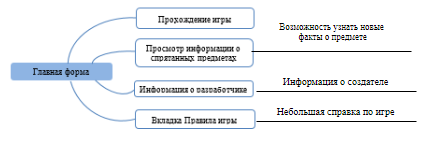 Прохождение игры
Возможность узнать новые
факты о предмете
Просмотр информации о
спрятанных предметах
Главная форма
Информация о разработчике
Информация о создателе
Вкладка Правила игры
Небольшая справка по игре